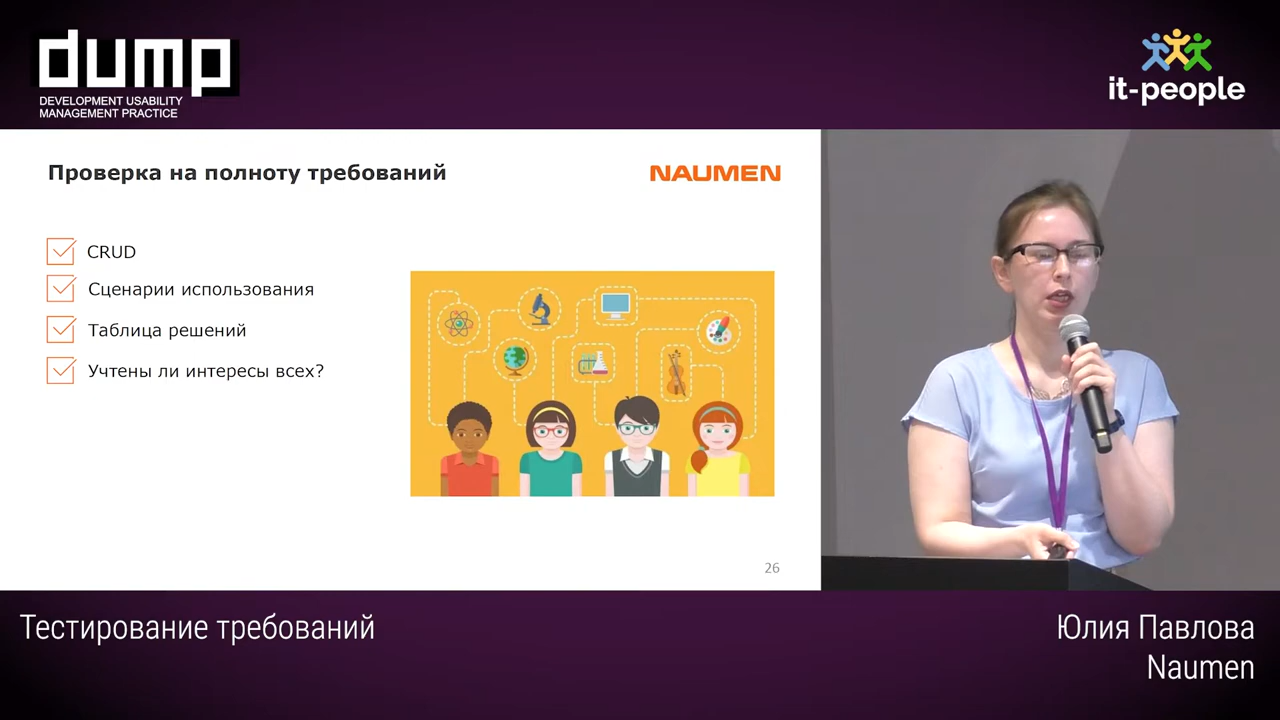 dump
DEVELOPMENT USABILITY
MANAGEMENT PRACTICE
it-people
Проверка на полноту требований
NAUMEN
CRUD
Сценарии использования
Таблица решений
Учтены ли интересы всех?
26
Тестирование требований
Юлия Павлова
Naumen